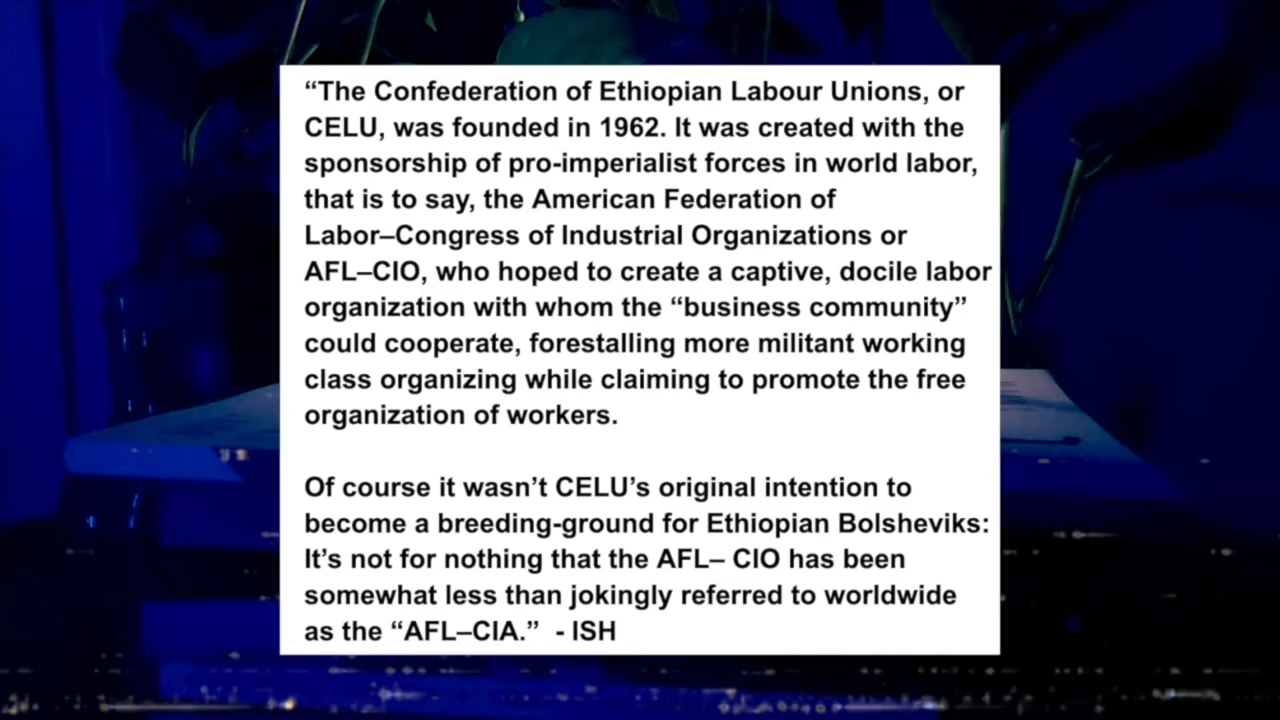 “The Confederation of Ethiopian Labour Unions, or
CELU, was founded in 1962. It was created with the
sponsorship of pro-imperialist forces in world labor,
that is to say, the American Federation of
Labor–Congress of Industrial Organizations or
AFL–CIO, who hoped to create a captive, docile labor
organization with whom the “business community”
could cooperate, forestalling more militant working
class organizing while claiming to promote the free
organization of workers.
Of course it wasn’t CELU’s original intention to
become a breeding-ground for Ethiopian Bolsheviks:
It’s not for nothing that the AFL– CIO has been
somewhat less than jokingly referred to worldwide
as the “AFL–CIA.”  - ISH